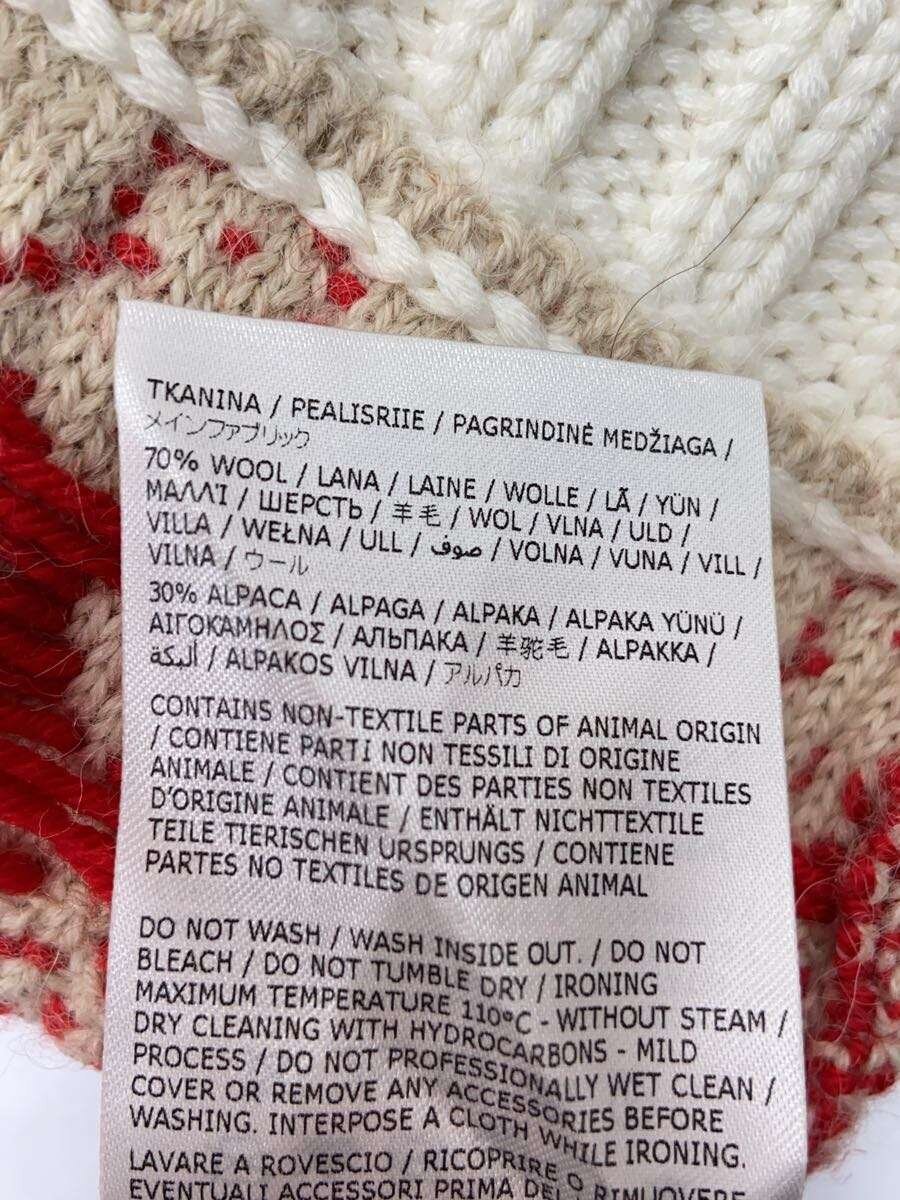 TKANINA / PEALISRIIE / PAGRINDINĖ MEDŽIAGA /
メインファブリック
70% WOOL / LANA / LAINE / WOLLE / LÃ / YÜN /
ΜΑΛΛΊ / ШЕРСТЬ / 羊毛 / WOL / VLNA / ULD /
VILLA / WEŁNA / ULL / صوف / VOLNA / VUNA / VILL /
VILNA / ウール
30% ALPACA / ALPAGA / ALPAKA / ALPAKA YÜNÜ /
ΑΙΓΟΚΑΜΗΛΟΣ / АЛЬПАКА / 羊驼毛 / ALPAKKA /
ألبكة / ALPAKOS VILNA / アルパカ
CONTAINS NON-TEXTILE PARTS OF ANIMAL ORIGIN
/ CONTIENE PARTI NON TESSILI DI ORIGINE
ANIMALE / CONTIENT DES PARTIES NON TEXTILES
D'ORIGINE ANIMALE / ENTHÄLT NICHTTEXTILE
TEILE TIERISCHEN URSPRUNGS / CONTIENE
PARTES NO TEXTILES DE ORIGEN ANIMAL
DO NOT WASH / WASH INSIDE OUT. / DO NOT
BLEACH / DO NOT TUMBLE DRY / IRONING
MAXIMUM TEMPERATURE 110°C - WITHOUT STEAM /
DRY CLEANING WITH HYDROCARBONS - MILD
PROCESS / DO NOT PROFESSIONALLY WET CLEAN /
COVER OR REMOVE ANY ACCESSORIES BEFORE
WASHING. INTERPOSE A CLOTH WHILE IRONING.
LAVARE A ROVESCIO / RICOPRIRE O
EVENTUALI ACCESSORI PRIMA DEL RIMUOVERE